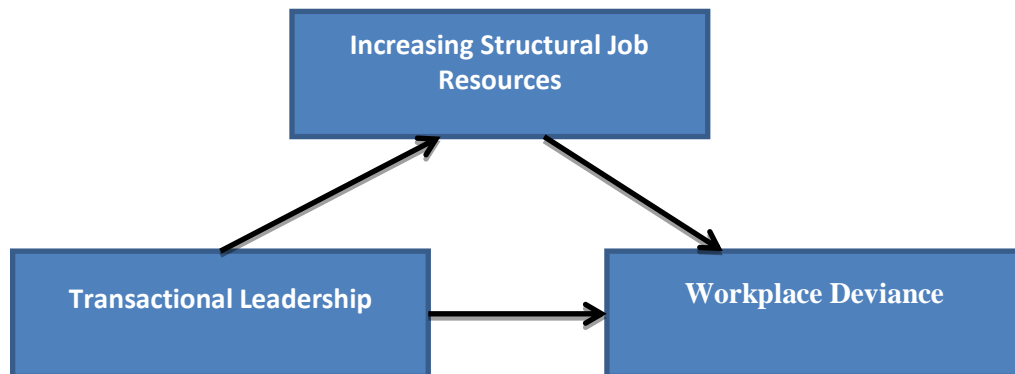 Increasing Structural Job
Resources
Transactional Leadership
Workplace Deviance